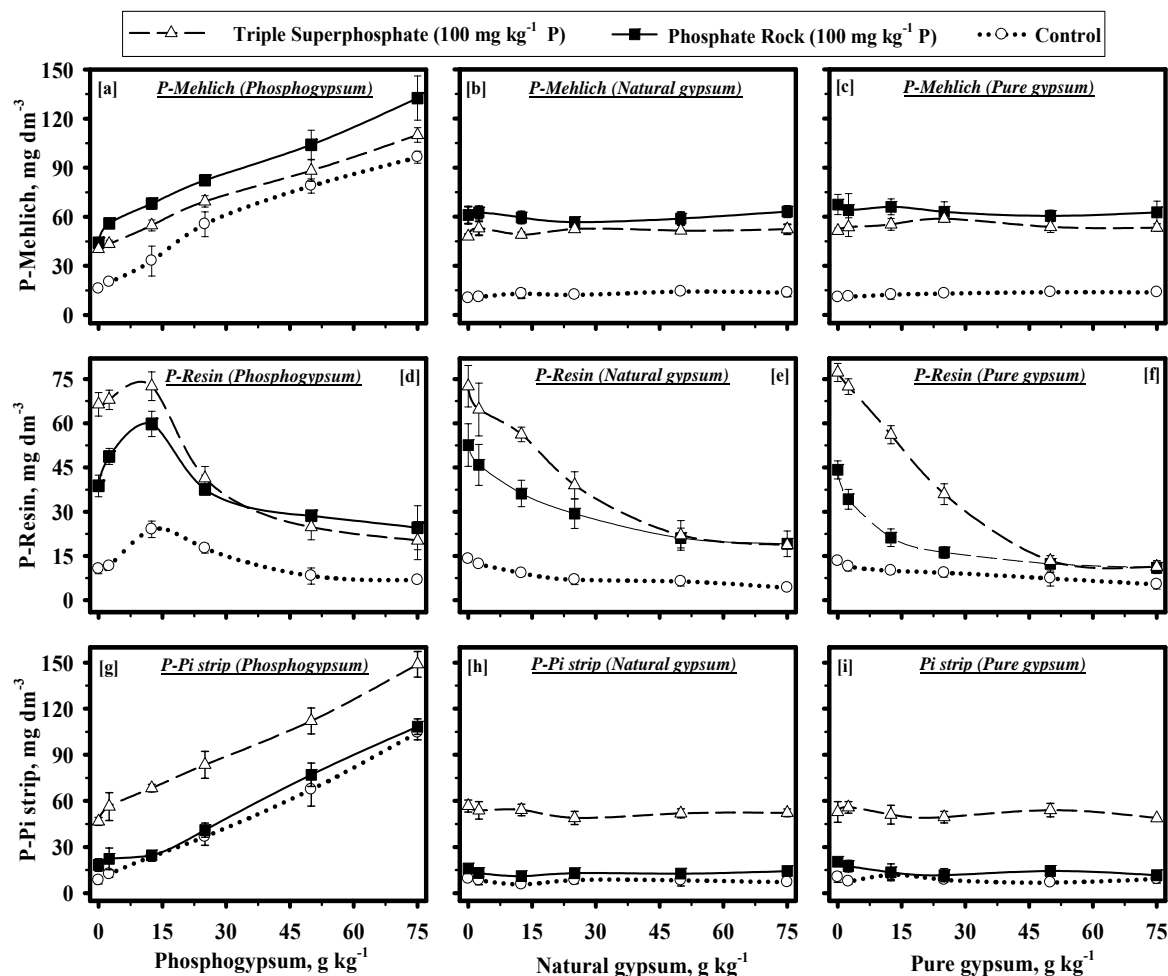 Triple Superphosphate (100 mg kg⁻¹ P) Phosphate Rock (100 mg kg⁻¹ P) Control
P-Mehlich, mg dm⁻³
150
120
90
60
30
0
[a] P-Mehlich (Phosphogypsum)
[b] P-Mehlich (Natural gypsum)
[c] P-Mehlich (Pure gypsum)
P-Resin, mg dm⁻³
75
60
45
30
15
0
P-Resin (Phosphogypsum) [d]
P-Resin (Natural gypsum) [e]
P-Resin (Pure gypsum) [f]
P-Pi strip, mg dm⁻³
150
120
90
60
30
0
[g] P-Pi strip (Phosphogypsum)
[h] P-Pi strip (Natural gypsum)
[i] Pi strip (Pure gypsum)
0 15 30 45 60 75 0 15 30 45 60 75 0 15 30 45 60 75
Phosphogypsum, g kg⁻¹ Natural gypsum, g kg⁻¹ Pure gypsum, g kg⁻¹